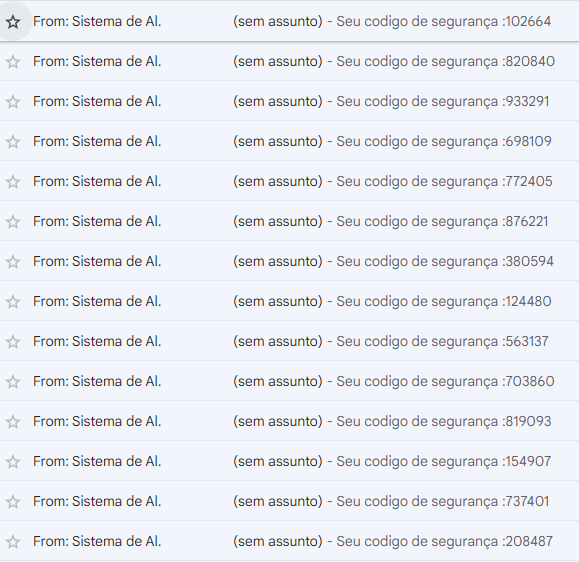 From: Sistema de Al. (sem assunto) - Seu codigo de segurança :102664
From: Sistema de Al. (sem assunto) - Seu codigo de segurança :820840
From: Sistema de Al. (sem assunto) - Seu codigo de segurança :933291
From: Sistema de Al. (sem assunto) - Seu codigo de segurança :698109
From: Sistema de Al. (sem assunto) - Seu codigo de segurança :772405
From: Sistema de Al. (sem assunto) - Seu codigo de segurança :876221
From: Sistema de Al. (sem assunto) - Seu codigo de segurança :380594
From: Sistema de Al. (sem assunto) - Seu codigo de segurança :124480
From: Sistema de Al. (sem assunto) - Seu codigo de segurança :563137
From: Sistema de Al. (sem assunto) - Seu codigo de segurança :703860
From: Sistema de Al. (sem assunto) - Seu codigo de segurança :819093
From: Sistema de Al. (sem assunto) - Seu codigo de segurança :154907
From: Sistema de Al. (sem assunto) - Seu codigo de segurança :737401
From: Sistema de Al. (sem assunto) - Seu codigo de segurança :208487